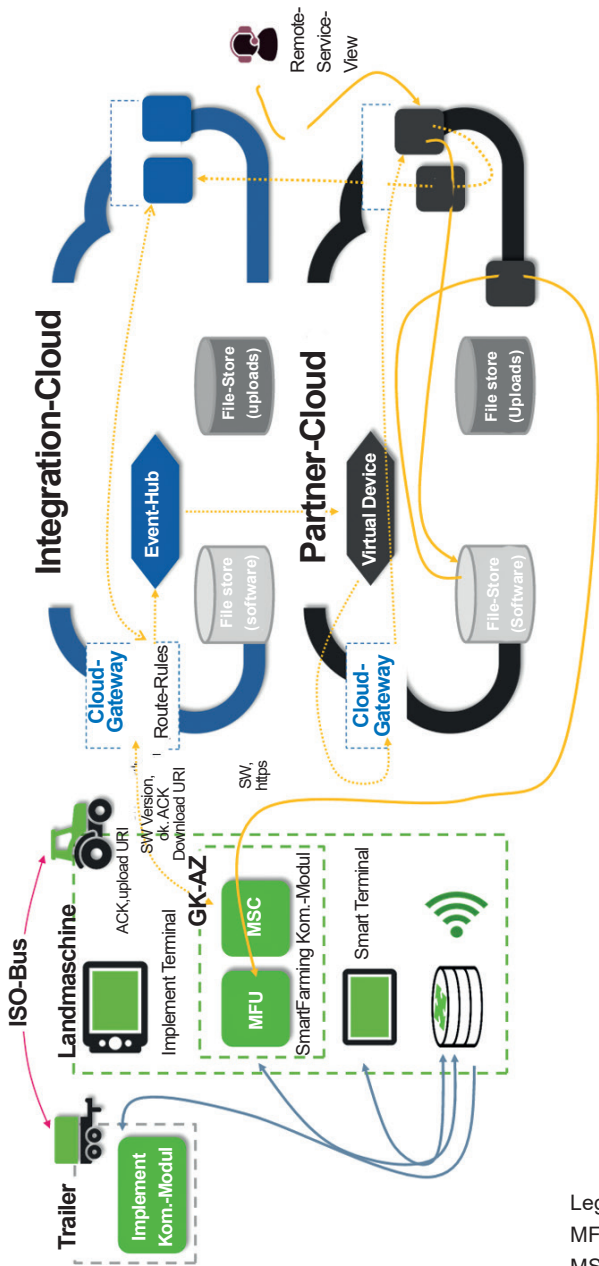 ISO-Bus
Trailer
Implement
Kom.-Modul
Landmaschine
ACK,upload URI
Implement Terminal
SW Version,
ok. ACK
Download URI
GK-AZ
MFU
MSC
SmartFarming Kom.-Modul
SW,
https
Smart Terminal
Integration-Cloud
Cloud-
Gateway
Route-Rules
Event-Hub
File store
(software)
File-Store
(uploads)
Partner-Cloud
Cloud-
Gateway
Virtual Device
File-Store
(Software)
File store
(Uploads)
Remote-
Service-
View
Leg
MF
MS